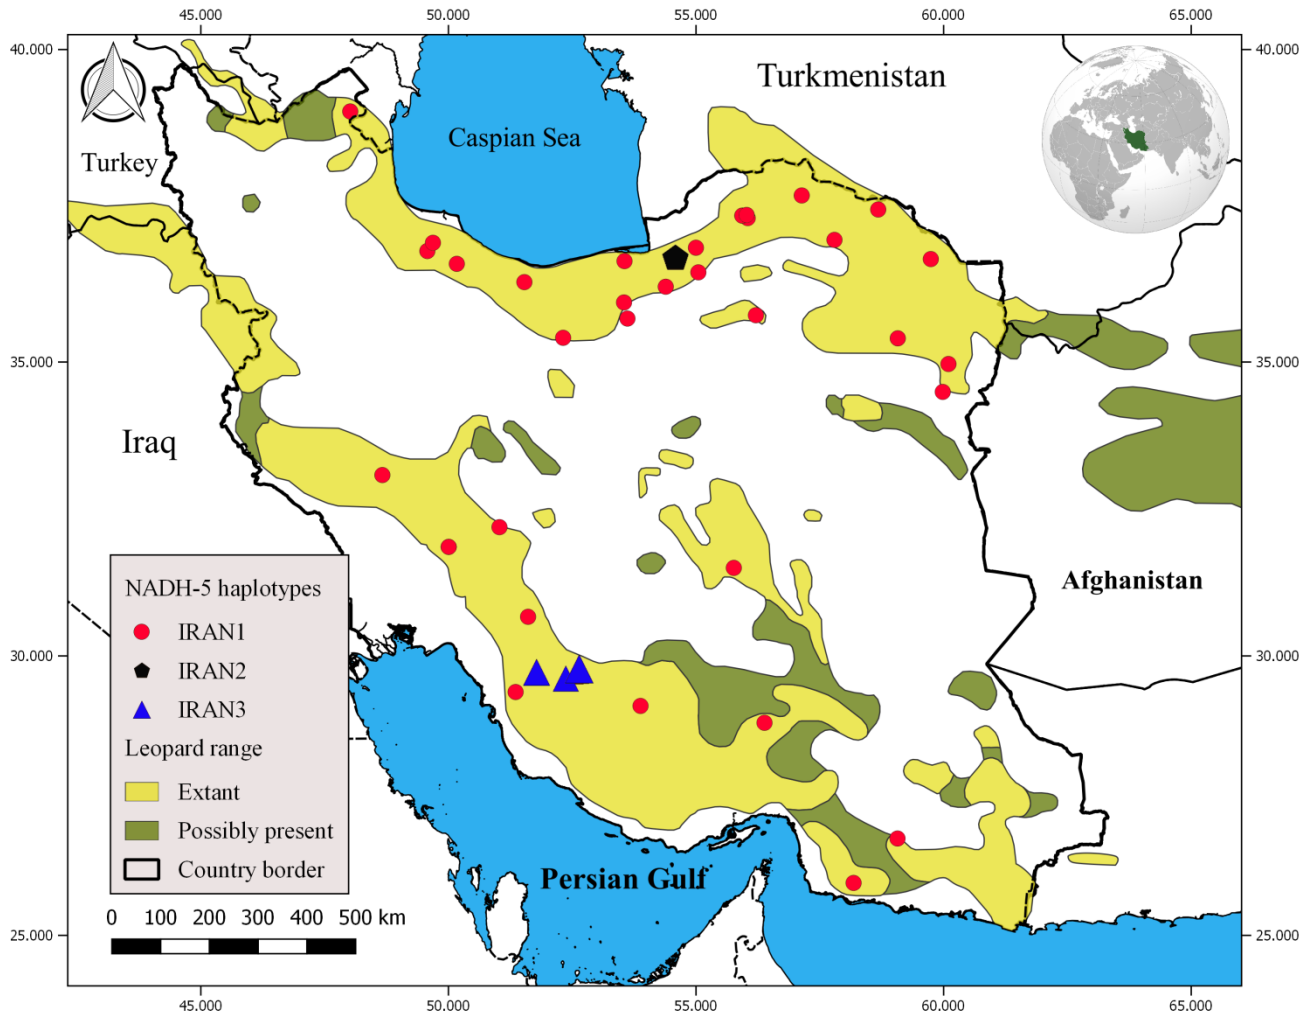 45.000 50.000 55.000 60.000 65.000
40.000 40.000
Turkmenistan
Caspian Sea
Turkey
35.000 35.000
Iraq
Afghanistan
NADH-5 haplotypes
IRAN1
IRAN2
IRAN3
Leopard range
Extant
Possibly present
Country border
30.000 30.000
Persian Gulf
0 100 200 300 400 500 km
25.000 25.000
45.000 50.000 55.000 60.000 65.000